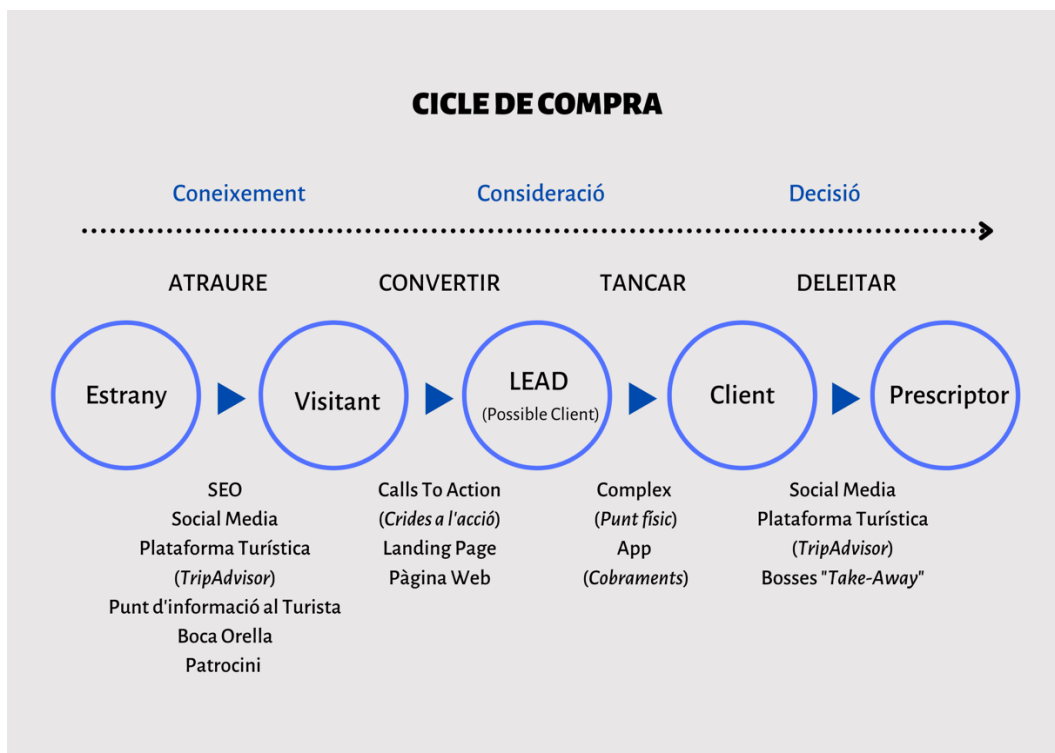 CICLE DE COMPRA
Coneixement
Consideració
Decisió
ATRAURE
CONVERTIR
TANCAR
DELEITAR
Estrany
Visitant
LEAD
(Possible Client)
Client
Prescriptor
SEO
Social Media
Plataforma Turística
(TripAdvisor)
Punt d'informació al Turista
Boca Orella
Patrocini
Calls To Action
(Crides a l'acció)
Landing Page
Pàgina Web
Complex
(Punt físic)
App
(Cobraments)
Social Media
Plataforma Turística
(TripAdvisor)
Bosses "Take-Away"